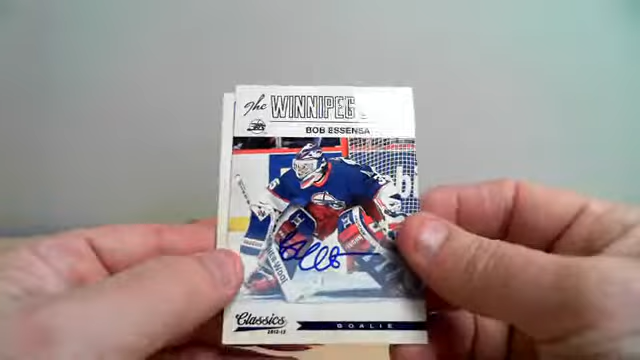 The WINNIPEG
BOB ESSENSA
Classics
2012-13
GOALIE